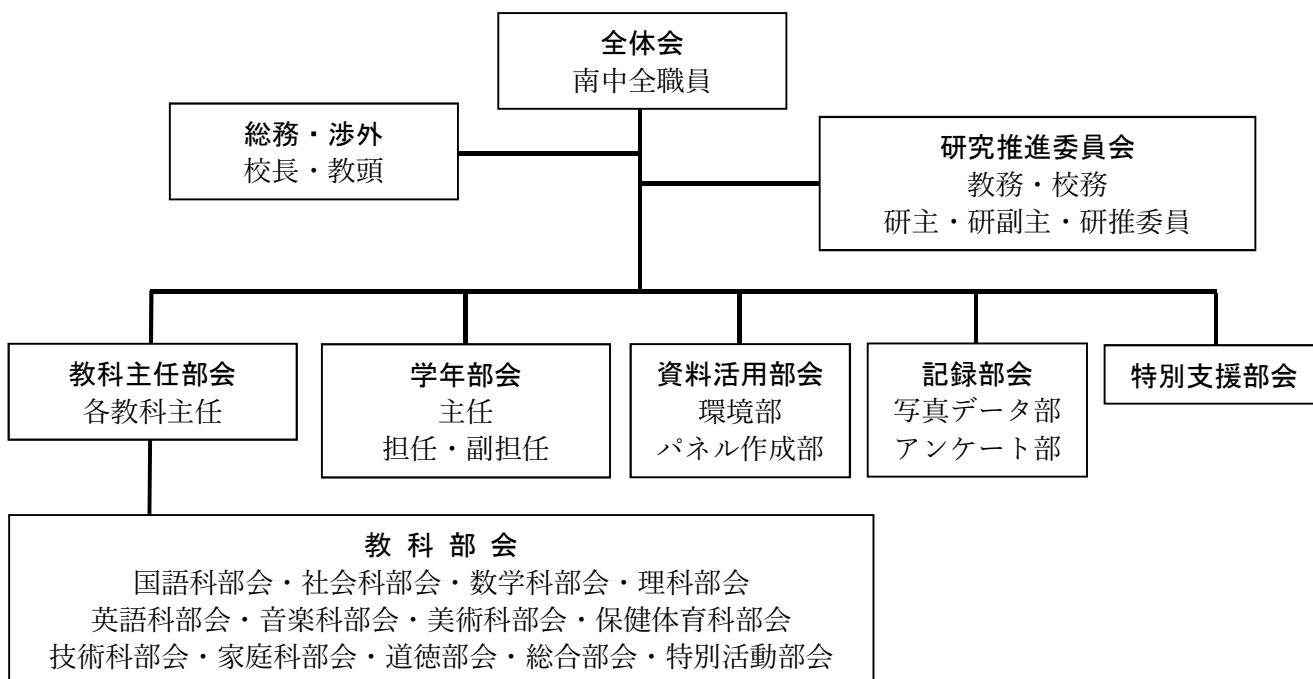 全体会
南中全職員
総務・渉外
校長・教頭
研究推進委員会
教務・校務
研主・研副主・研推委員
教科主任部会
各教科主任
学年部会
主任
担任・副担任
資料活用部会
環境部
パネル作成部
記録部会
写真データ部
アンケート部
特別支援部会
教科部会
国語科部会・社会科部会・数学科部会・理科部会
英語科部会・音楽科部会・美術科部会・保健体育科部会
技術科部会・家庭科部会・道徳部会・総合部会・特別活動部会